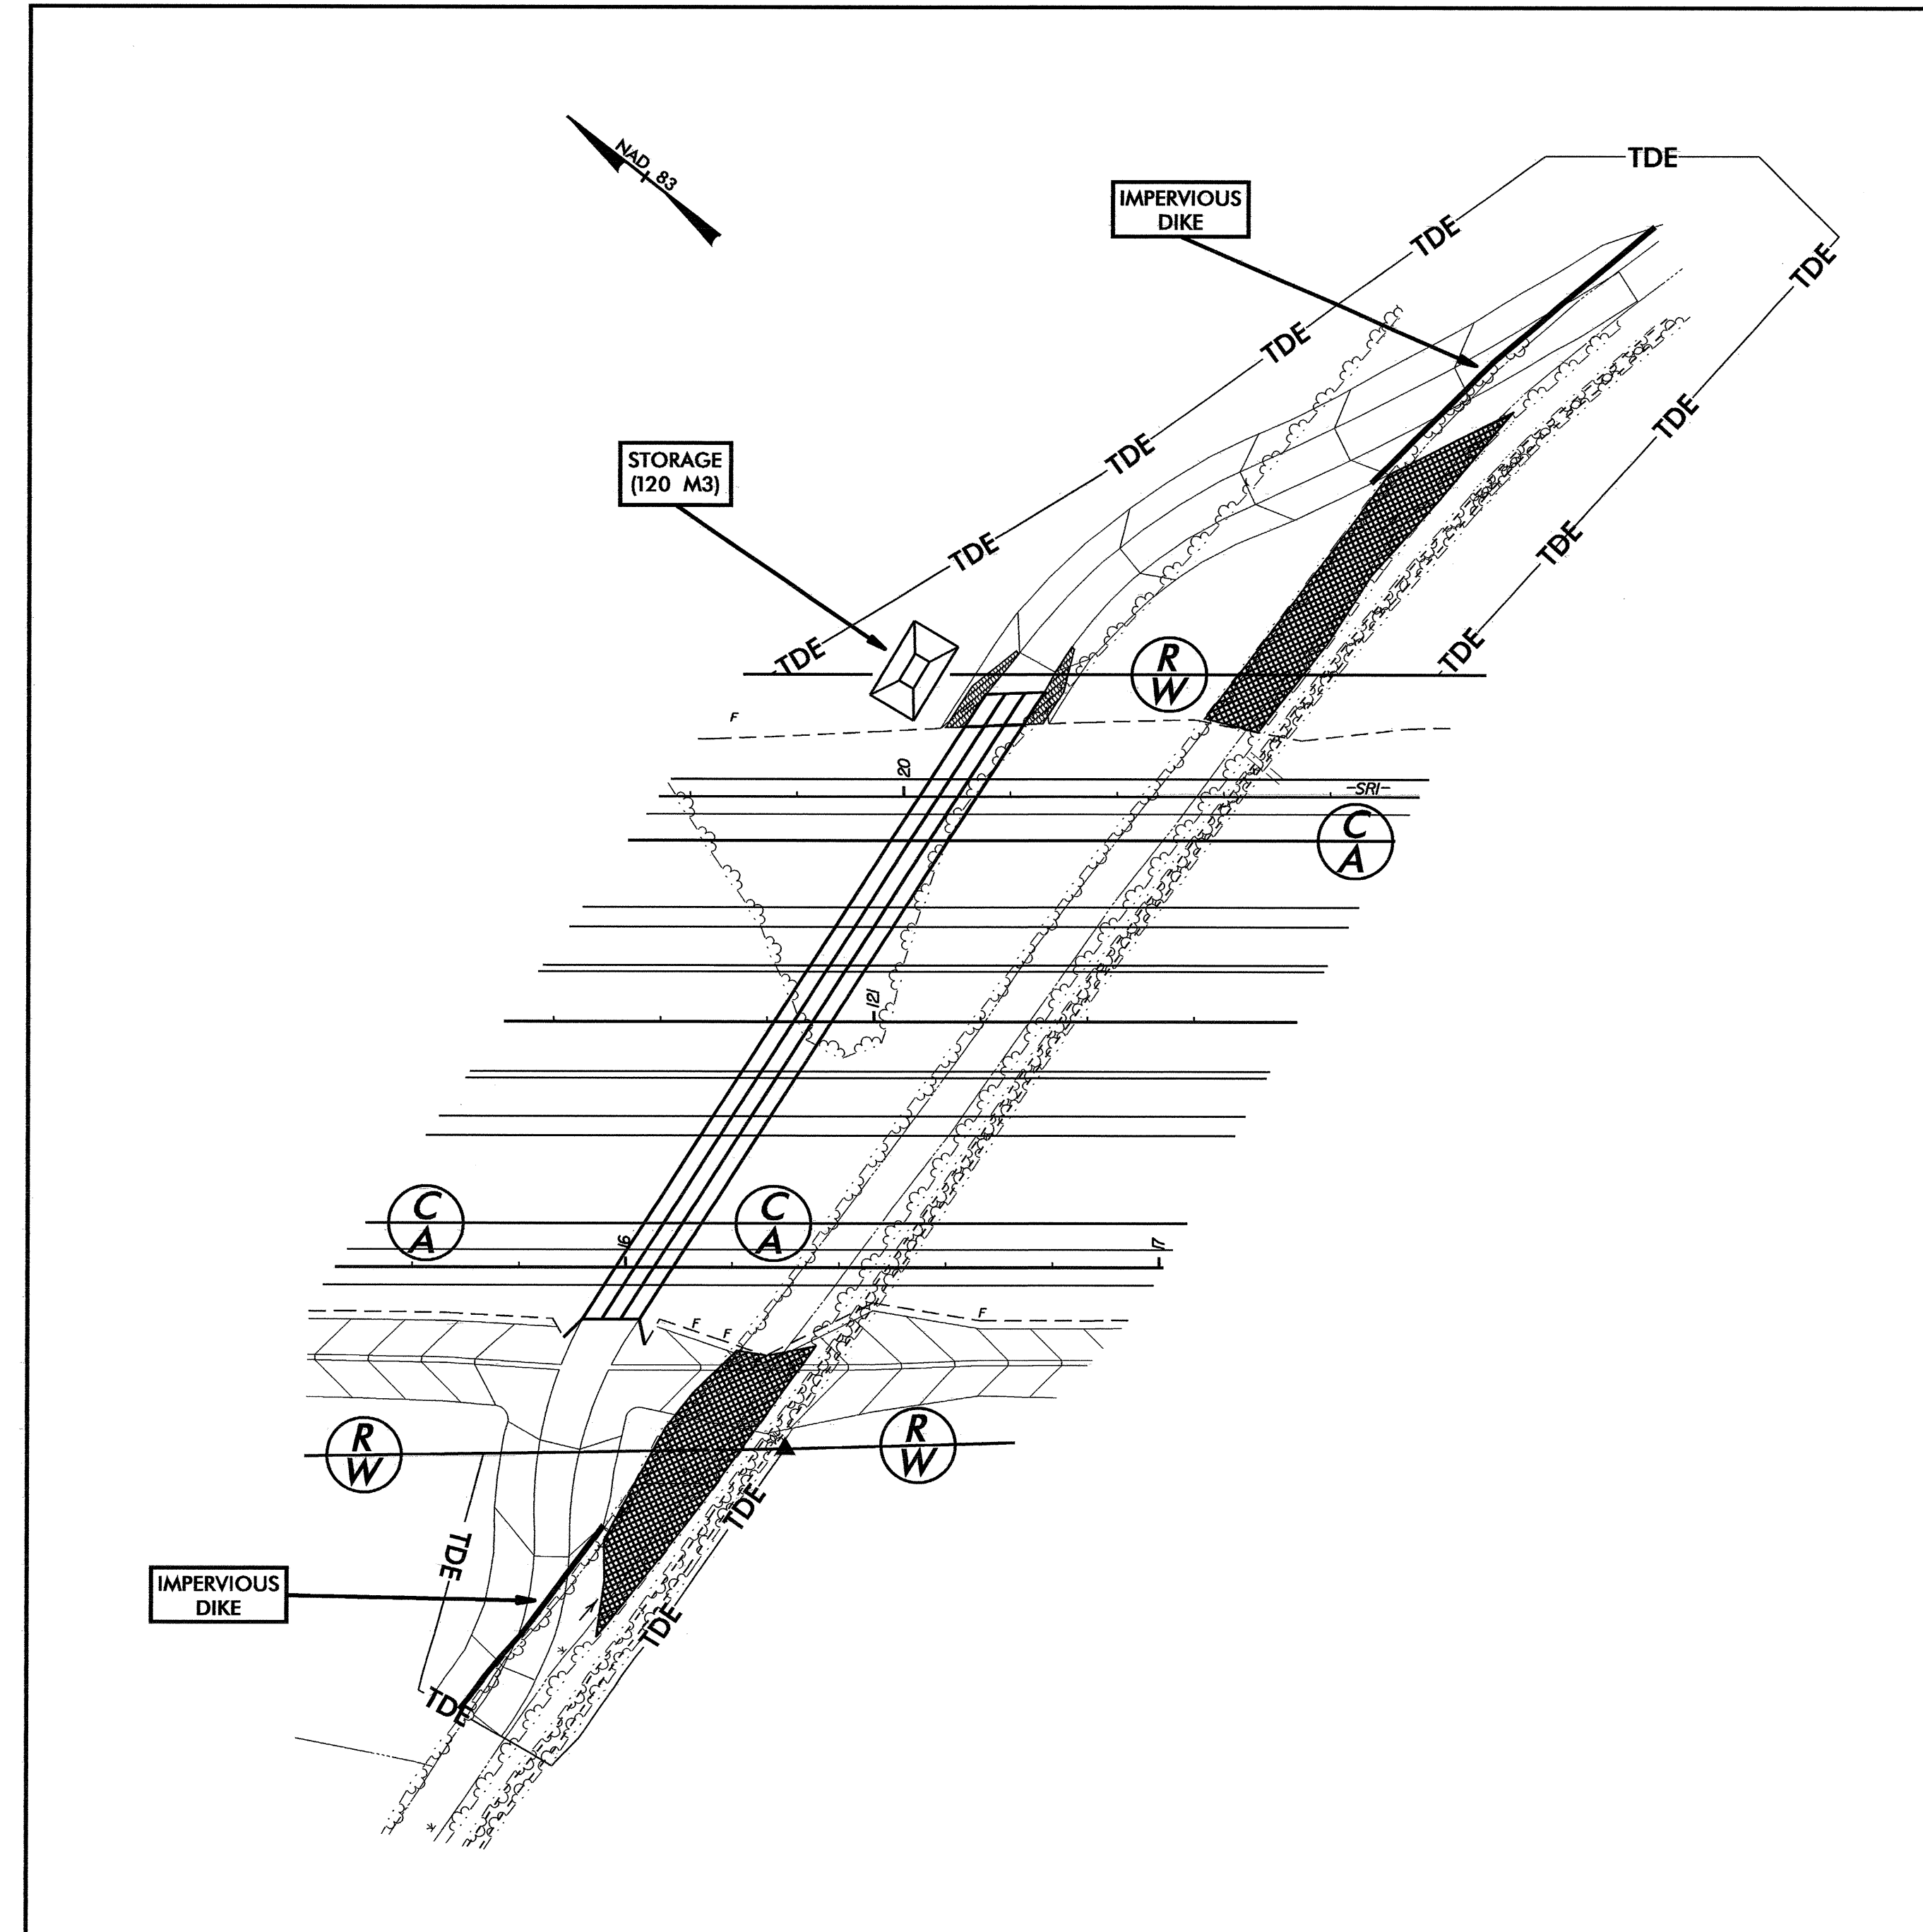 NAD 83
TDE
IMPERVIOUS
DIKE
TDE
TDE
TDE
TDE
STORAGE
(120 M3)
TDE
TDE
TDE
TDE
TDE
TDE
R
W
F
20
-SRI-
C
A
121
C
A
C
A
16
17
F
F
F
R
W
R
W
TDE
TDE
IMPERVIOUS
DIKE
TDE
TDE